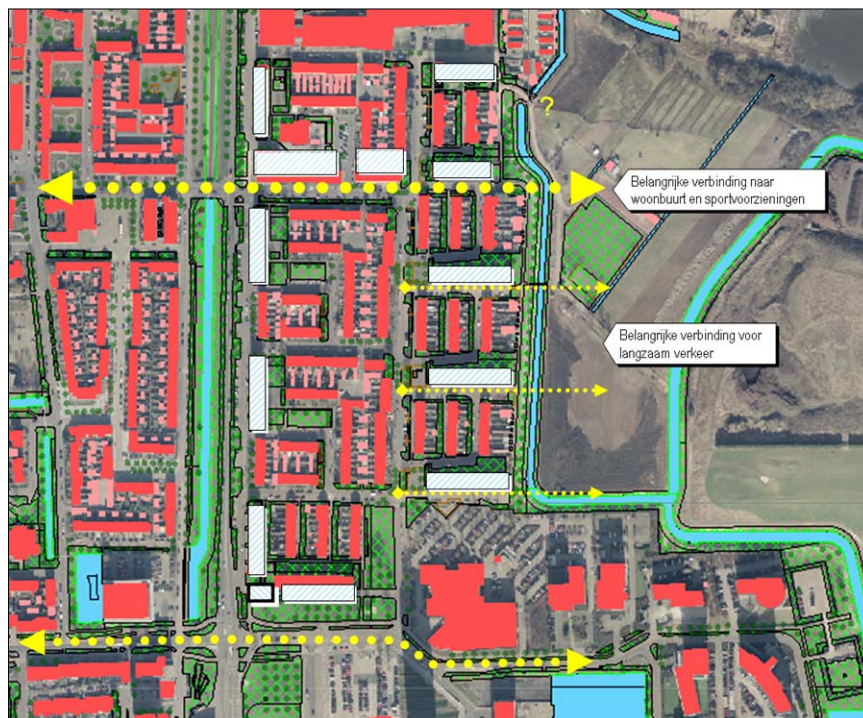 ?
Belangrijke verbinding naar
woonbuurt en sportvoorzieningen
Belangrijke verbinding voor
langzaam verkeer